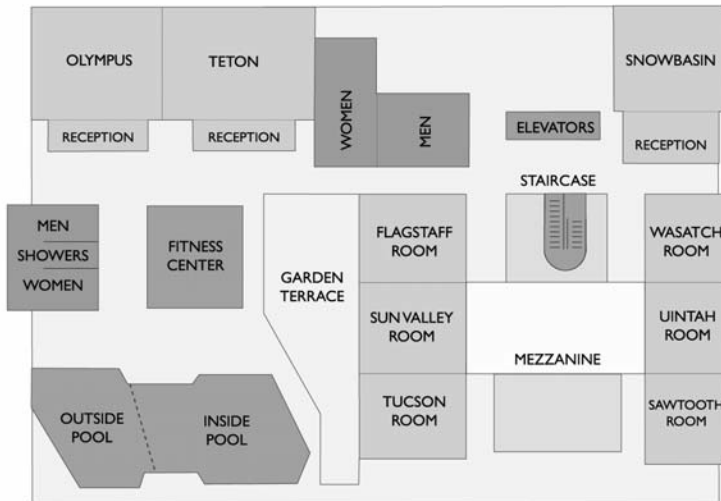 OLYMPUS
TETON
SNOWBASIN
RECEPTION
RECEPTION
WOMEN
MEN
ELEVATORS
RECEPTION
STAIRCASE
MEN
SHOWERS
WOMEN
FITNESS
CENTER
GARDEN
TERRACE
FLAGSTAFF
ROOM
WASATCH
ROOM
SUN VALLEY
ROOM
UINTAH
ROOM
MEZZANINE
OUTSIDE
POOL
INSIDE
POOL
TUCSON
ROOM
SAWTOOTH
ROOM